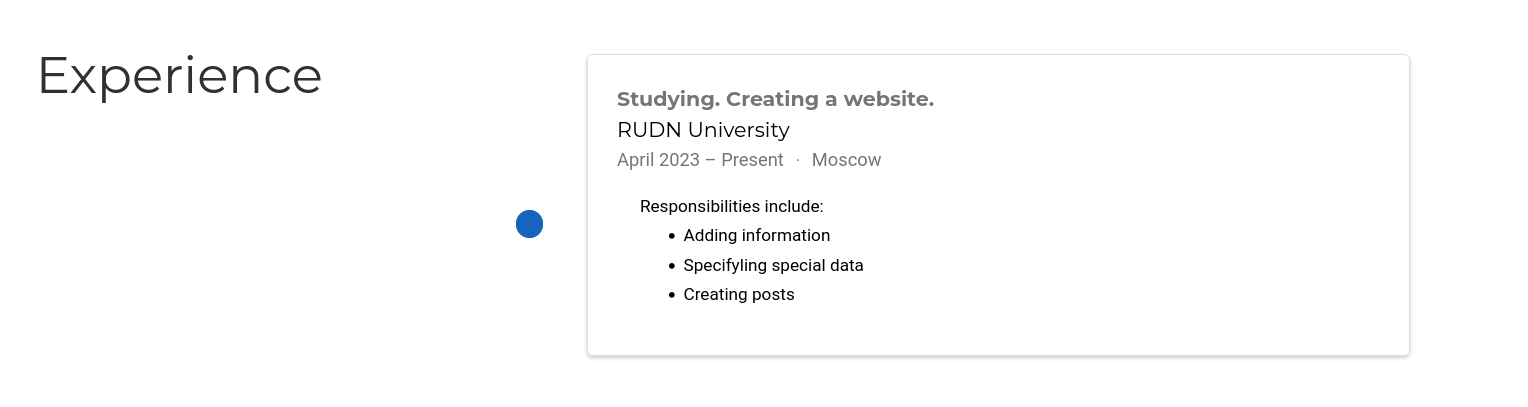 Experience
Studying. Creating a website.
RUDN University
April 2023 – Present · Moscow
Responsibilities include:
• Adding information
• Specifyling special data
• Creating posts